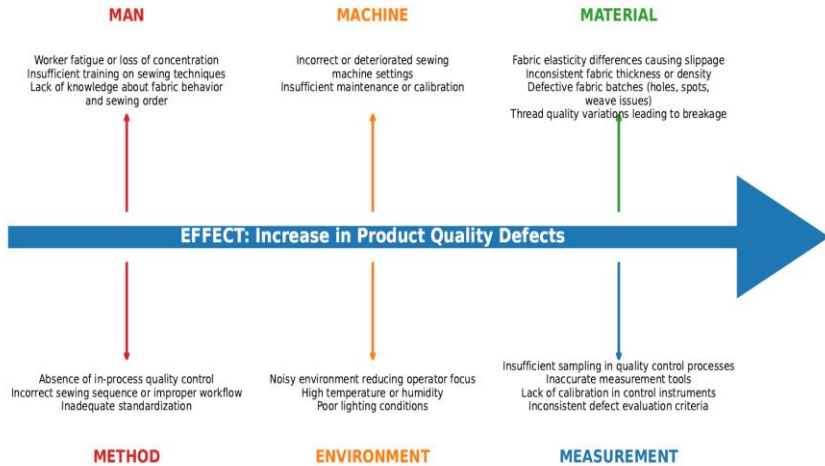 MAN
MACHINE
MATERIAL
Worker fatigue or loss of concentration
Insufficient training on sewing techniques
Lack of knowledge about fabric behavior
and sewing order
Incorrect or deteriorated sewing
machine settings
Insufficient maintenance or calibration
Fabric elasticity differences causing slippage
Inconsistent fabric thickness or density
Defective fabric batches (holes, spots,
weave issues)
Thread quality variations leading to breakage
EFFECT: Increase in Product Quality Defects
Absence of in-process quality control
Incorrect sewing sequence or improper workflow
Inadequate standardization
Noisy environment reducing operator focus
High temperature or humidity
Poor lighting conditions
Insufficient sampling in quality control processes
Inaccurate measurement tools
Lack of calibration in control instruments
Inconsistent defect evaluation criteria
METHOD
ENVIRONMENT
MEASUREMENT